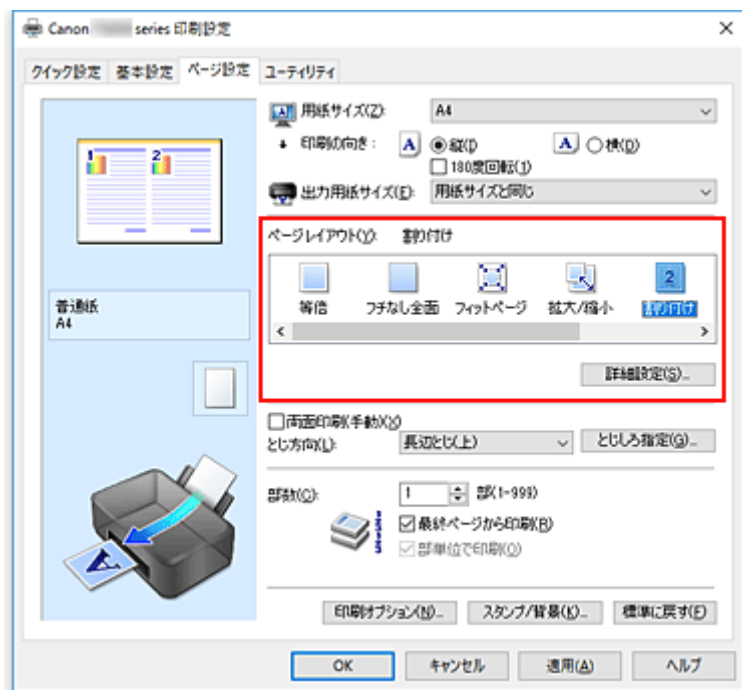 Canon series 印刷設定
クイック設定 基本設定 ページ設定 ユーティリティ
用紙サイズ(Z): A4
印刷の向き: A 縦(I) A 横(D)
180度回転(1)
出力用紙サイズ(E): 用紙サイズと同じ
ページレイアウト(Y): 割り付け
1 2
2
等倍 フチなし全面 フィットページ 拡大/縮小 割り付け
普通紙
A4
詳細設定(S)...
両面印刷(手動)(X)
とじ方向(L): 長辺とじ(上) とじしろ指定(G)...
部数(C): 1 部(1-999)
最終ページから印刷(R)
部単位で印刷(O)
A
印刷オプション(N)... スタンプ/背景(K)... 標準に戻す(F)
OK キャンセル 適用(A) ヘルプ